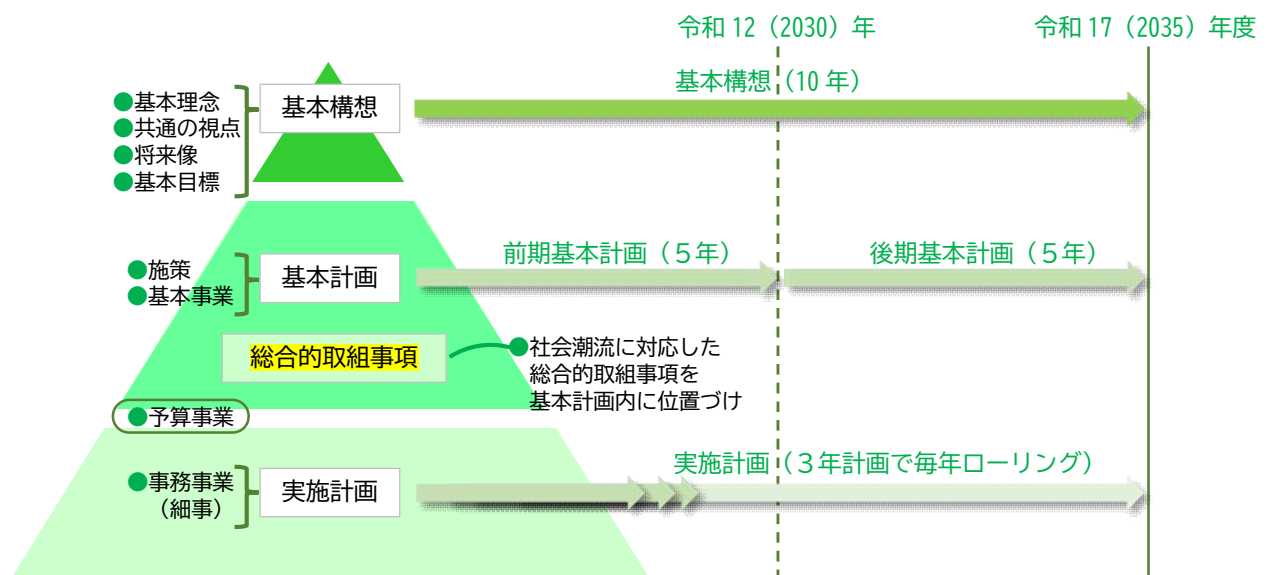 令和 12（2030）年
令和 17（2035）年度
基本構想（10 年）
●基本理念
●共通の視点
●将来像
●基本目標
基本構想
前期基本計画（５年）
後期基本計画（５年）
●施策
●基本事業
基本計画
総合的取組事項
●社会潮流に対応した
総合的取組事項を
基本計画内に位置づけ
●予算事業
実施計画（３年計画で毎年ローリング）
●事務事業
（細事）
実施計画